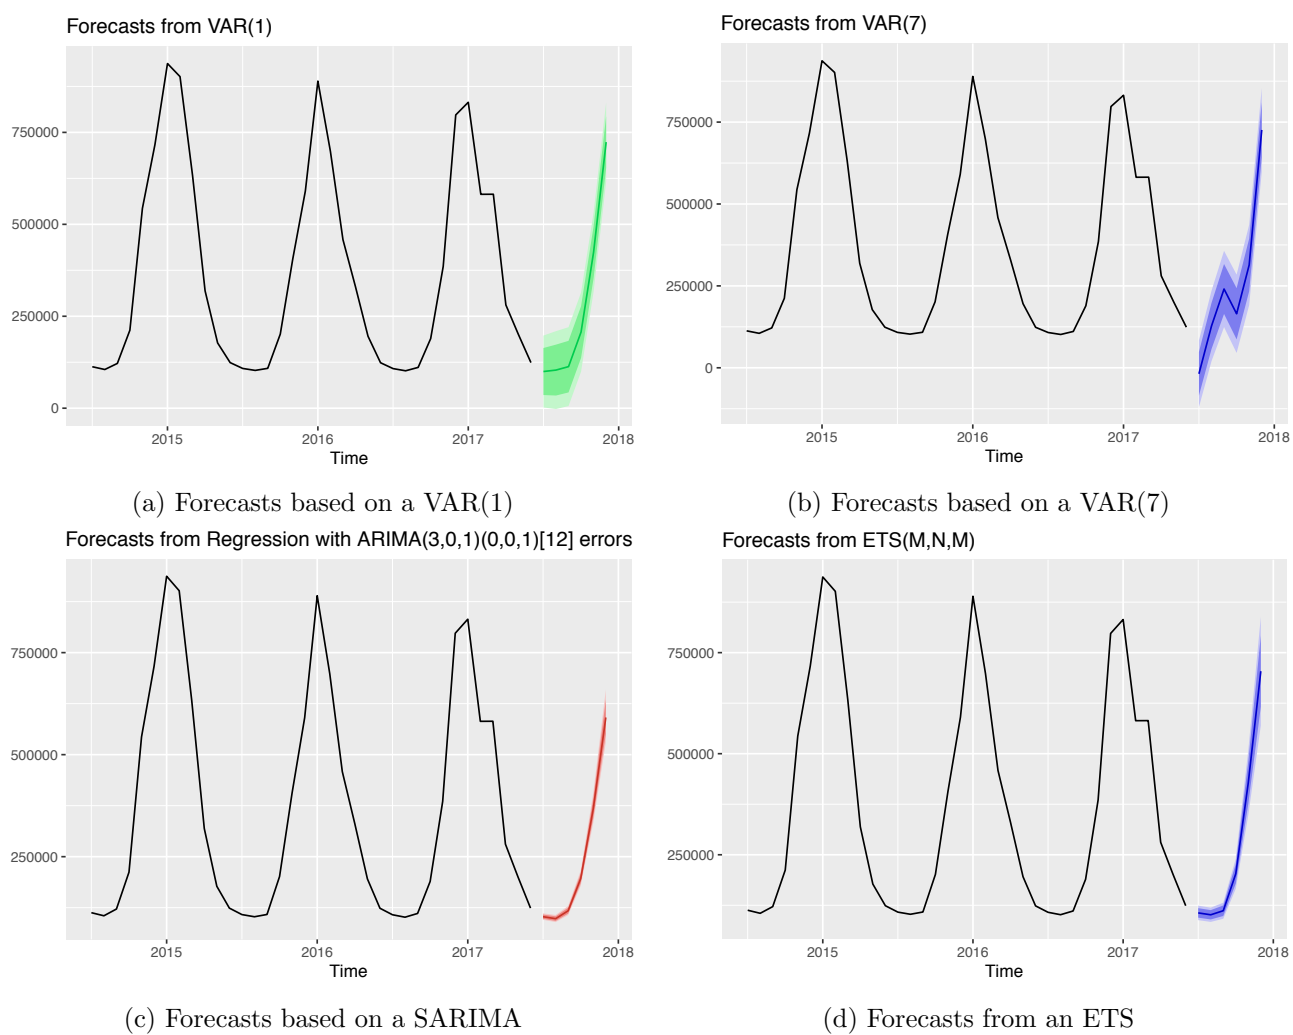 Forecasts from VAR(1)
750000
500000
250000
0
2015
2016
2017
2018
Time
(a) Forecasts based on a VAR(1)
Forecasts from VAR(7)
750000
500000
250000
0
2015
2016
2017
2018
Time
(b) Forecasts based on a VAR(7)
Forecasts from Regression with ARIMA(3,0,1)(0,0,1)[12] errors
750000
500000
250000
2015
2016
2017
2018
Time
(c) Forecasts based on a SARIMA
Forecasts from ETS(M,N,M)
750000
500000
250000
2015
2016
2017
2018
Time
(d) Forecasts from an ETS